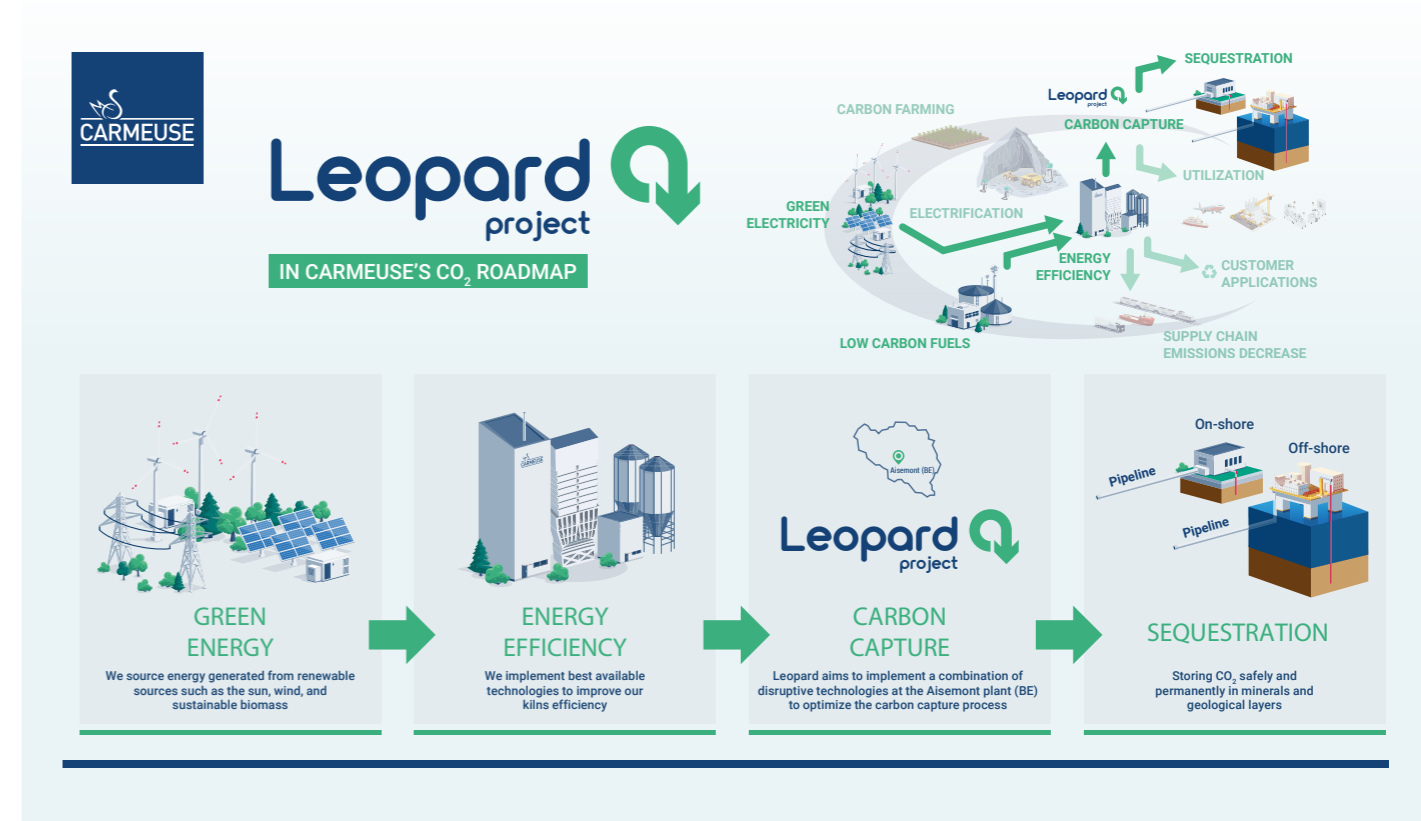 CARMEUSE
Leopard
project
IN CARMEUSE'S CO₂ ROADMAP
SEQUESTRATION
Leopard
project
CARBON CAPTURE
CARBON FARMING
UTILIZATION
GREEN
ELECTRICITY
ELECTRIFICATION
ENERGY
EFFICIENCY
CUSTOMER
APPLICATIONS
LOW CARBON FUELS
SUPPLY CHAIN
EMISSIONS DECREASE
GREEN
ENERGY
We source energy generated from renewable
sources such as the sun, wind, and
sustainable biomass
CARMEUSE
ENERGY
EFFICIENCY
We implement best available
technologies to improve our
kilns efficiency
Aisemont (BE)
Leopard
project
CARBON
CAPTURE
Leopard aims to implement a combination of
disruptive technologies at the Aisemont plant (BE)
to optimize the carbon capture process
On-shore
Off-shore
Pipeline
Pipeline
SEQUESTRATION
Storing CO₂ safely and
permanently in minerals and
geological layers